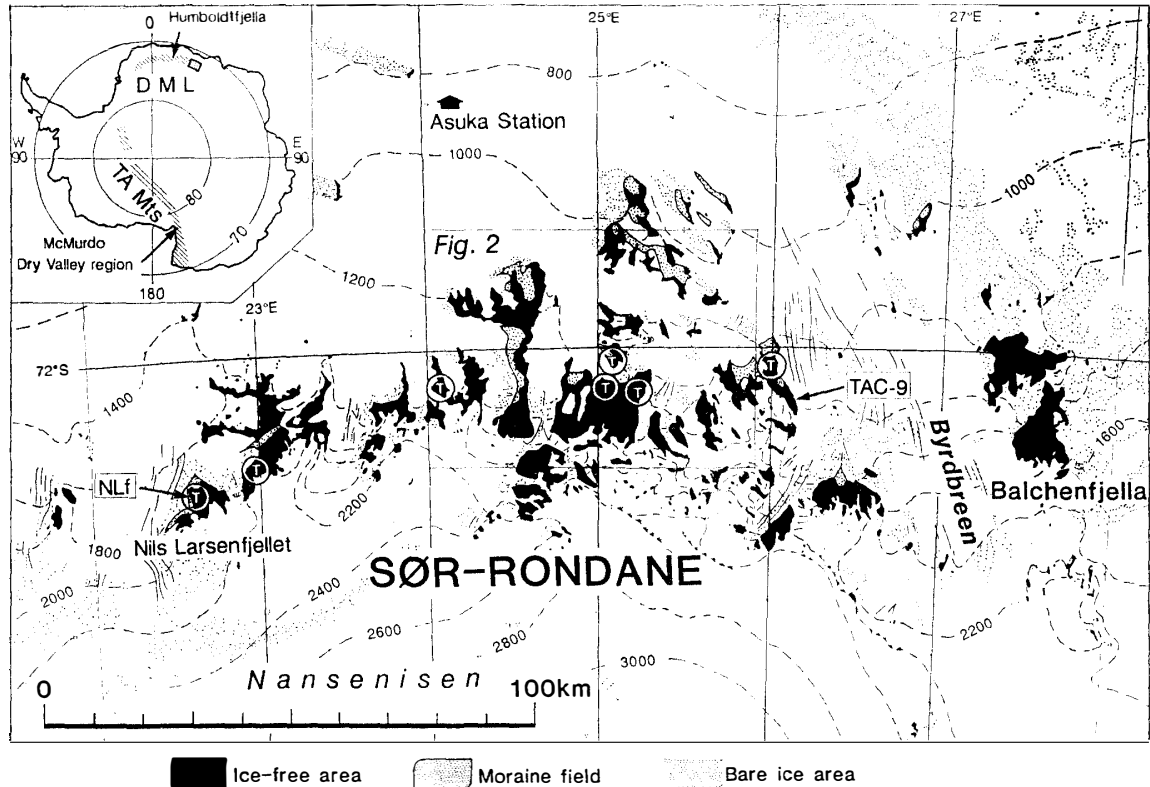 Humboldtfjella
0
DML
W
90
E
90
TA Mts
80
70
McMurdo
Dry Valley region
180
25°E
27°E
23°E
72°S
800
1000
1000
1200
1400
1600
1800
2000
2200
2200
2400
2600
2800
3000
Asuka Station
Fig. 2
T
T
T
T
T
T
T
TAC-9
NLf
Nils Larsenfjellet
Byrdbreen
Balchenfjella
SØR-RONDANE
Nansenisen
0
100km
Ice-free area
Moraine field
Bare ice area